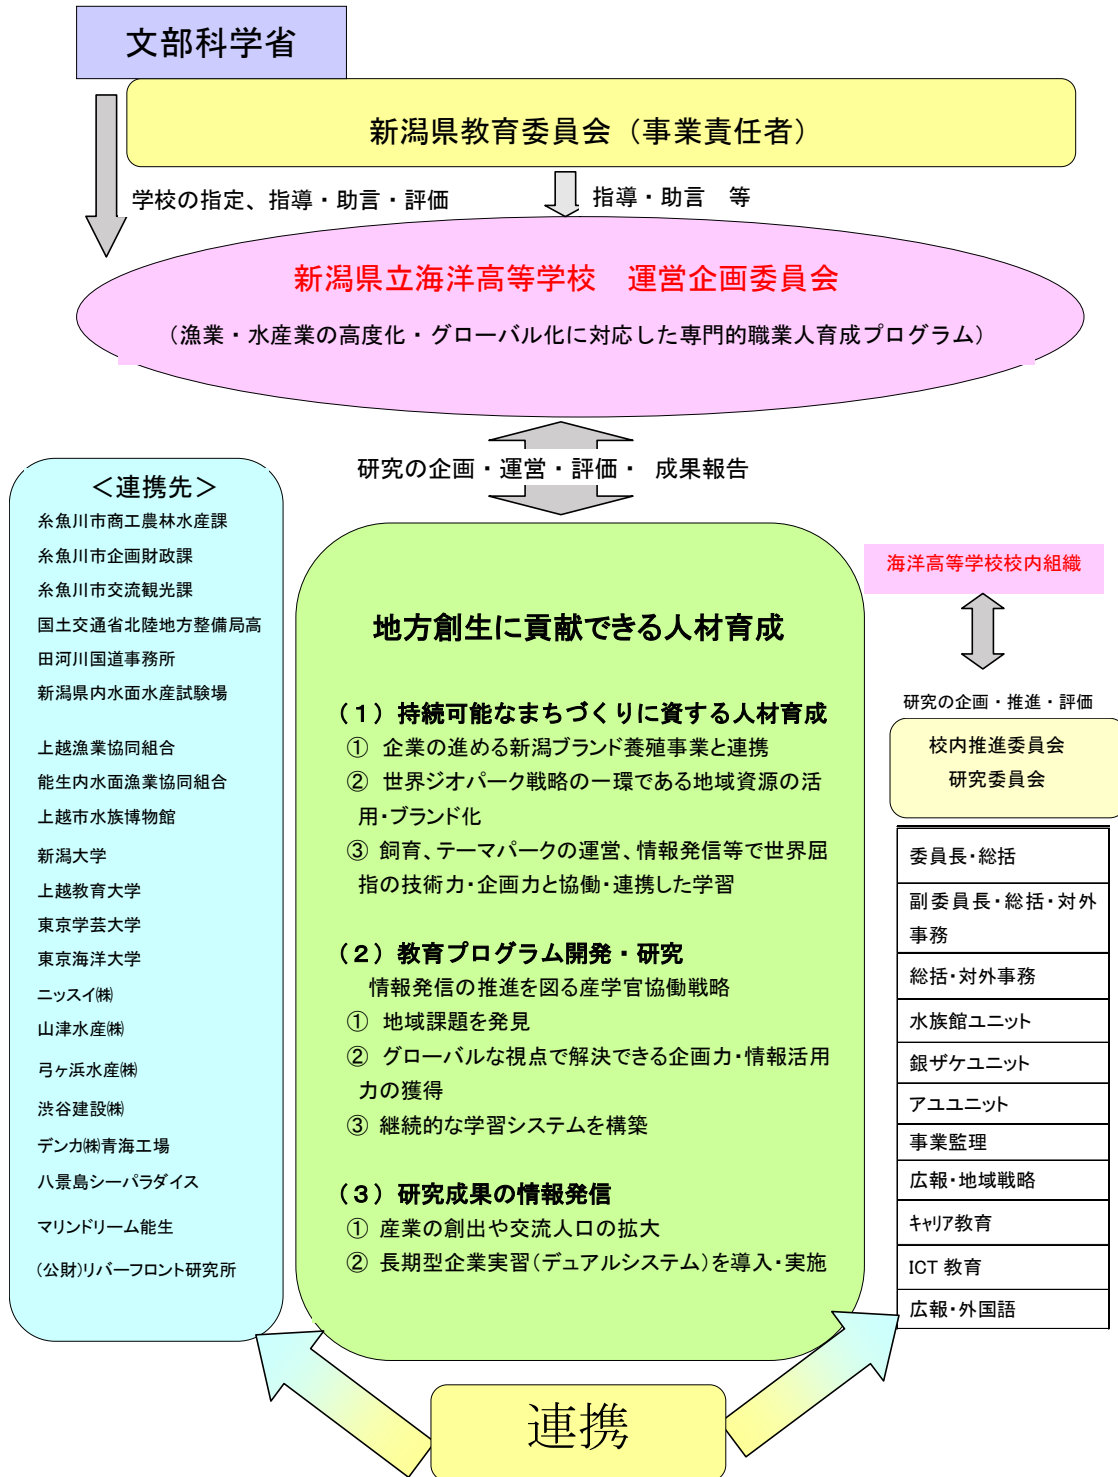 文部科学省
新潟県教育委員会（事業責任者）
学校の指定、指導・助言・評価
指導・助言　等
新潟県立海洋高等学校　運営企画委員会
（漁業・水産業の高度化・グローバル化に対応した専門的職業人育成プログラム）
研究の企画・運営・評価・ 成果報告
＜連携先＞
糸魚川市商工農林水産課
糸魚川市企画財政課
糸魚川市交流観光課
国土交通省北陸地方整備局高
田河川国道事務所
新潟県内水面水産試験場
上越漁業協同組合
能生内水面漁業協同組合
上越市水族博物館
新潟大学
上越教育大学
東京学芸大学
東京海洋大学
ニッスイ㈱
山津水産㈱
弓ヶ浜水産㈱
渋谷建設㈱
デンカ㈱青海工場
八景島シーパラダイス
マリンドリーム能生
(公財)リバーフロント研究所
地方創生に貢献できる人材育成
（１）持続可能なまちづくりに資する人材育成
① 企業の進める新潟ブランド養殖事業と連携
② 世界ジオパーク戦略の一環である地域資源の活
用・ブランド化
③ 飼育、テーマパークの運営、情報発信等で世界屈
指の技術力・企画力と協働・連携した学習
（２）教育プログラム開発・研究
情報発信の推進を図る産学官協働戦略
① 地域課題を発見
② グローバルな視点で解決できる企画力・情報活用
力の獲得
③ 継続的な学習システムを構築
（３）研究成果の情報発信
① 産業の創出や交流人口の拡大
② 長期型企業実習（デュアルシステム）を導入・実施
海洋高等学校校内組織
研究の企画・推進・評価
校内推進委員会
研究委員会
委員長・総括
副委員長・総括・対外
事務
総括・対外事務
水族館ユニット
銀ザケユニット
アユユニット
事業監理
広報・地域戦略
キャリア教育
ICT 教育
広報・外国語
連携